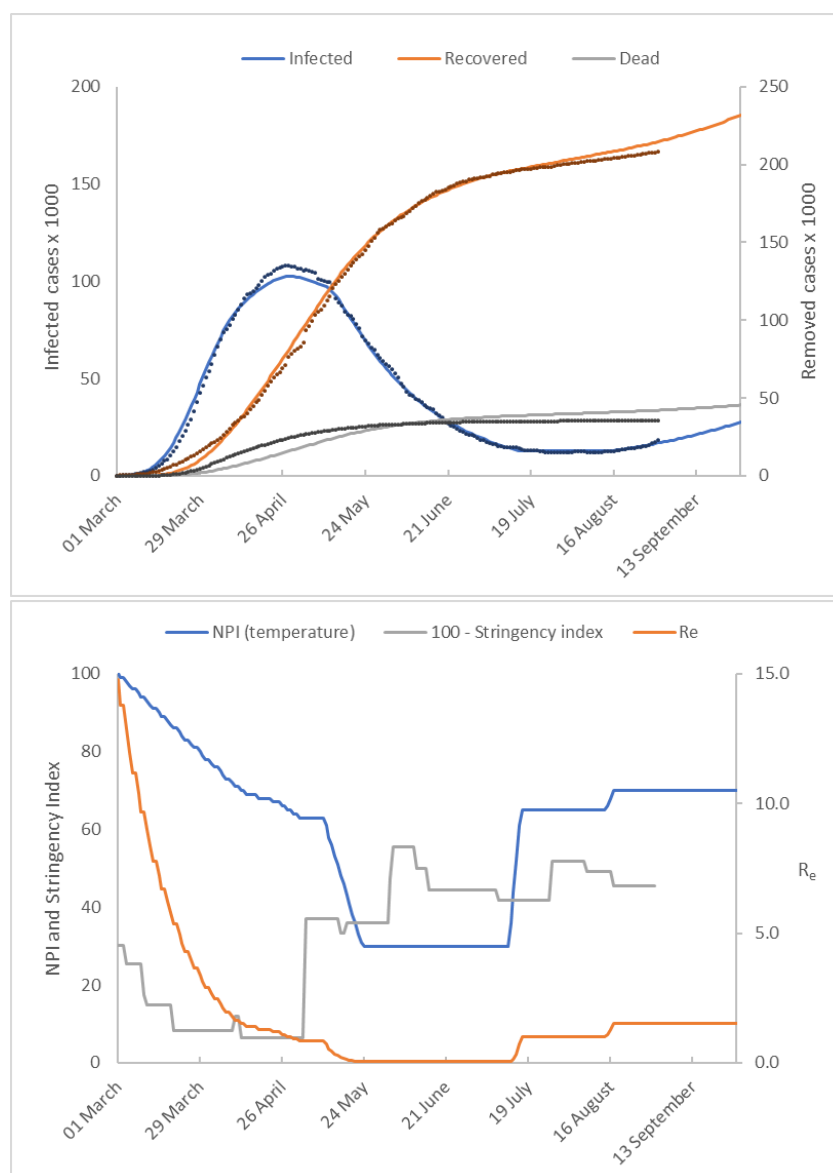 Infected Recovered Dead
200 250
150 200
100 150
50 100
0 50
0
Infected cases x 1000
Removed cases x 1000
01 March 29 March 26 April 24 May 21 June 19 July 16 August 13 September
NPI (temperature) 100 - Stringency index Re
100 15.0
80
60 10.0
40 5.0
20
0 0.0
NPI and Stringency Index
Re
01 March 29 March 26 April 24 May 21 June 19 July 16 August 13 September